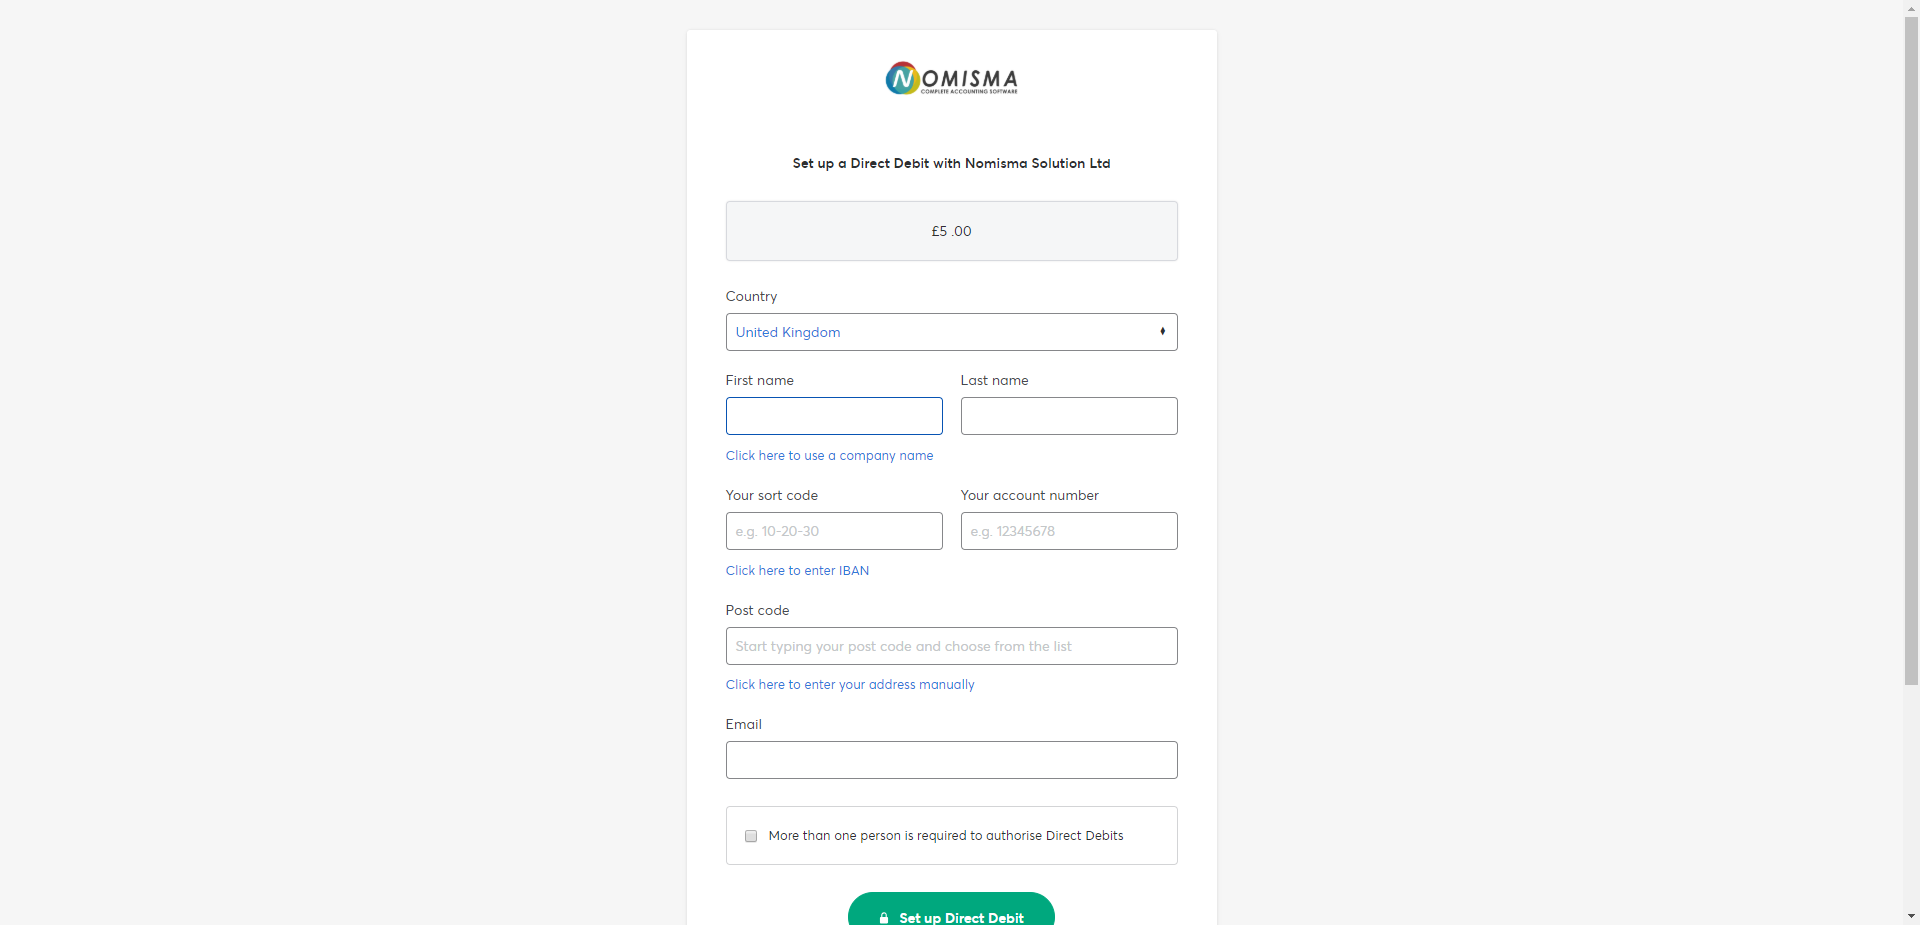 NOMISMA
COMPLETE ACCOUNTING SOFTWARE
Set up a Direct Debit with Nomisma Solution Ltd
£5 .00
Country
United Kingdom
First name
Last name
Click here to use a company name
Your sort code
Your account number
e.g. 10-20-30
e.g. 12345678
Click here to enter IBAN
Post code
Start typing your post code and choose from the list
Click here to enter your address manually
Email
More than one person is required to authorise Direct Debits
Set up Direct Debit